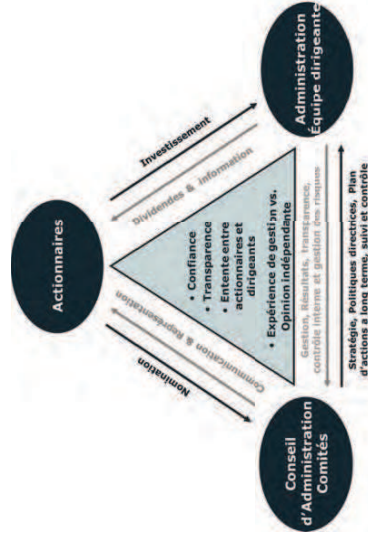 Actionnaires
Nomination
Communication & Représentation
Investissement
Dividendes & information
• Confiance
• Transparence
• Entente entre
actionnaires et
dirigeants
• Expérience de gestion vs.
Opinion indépendante
Conseil
d'Administration
Comités
Administration
Équipe dirigeante
Gestion, Résultats, transparence,
contrôle interne et gestion des risques
Stratégie, Politiques directrices, Plan
d'actions a long terme, suivi et contrôle